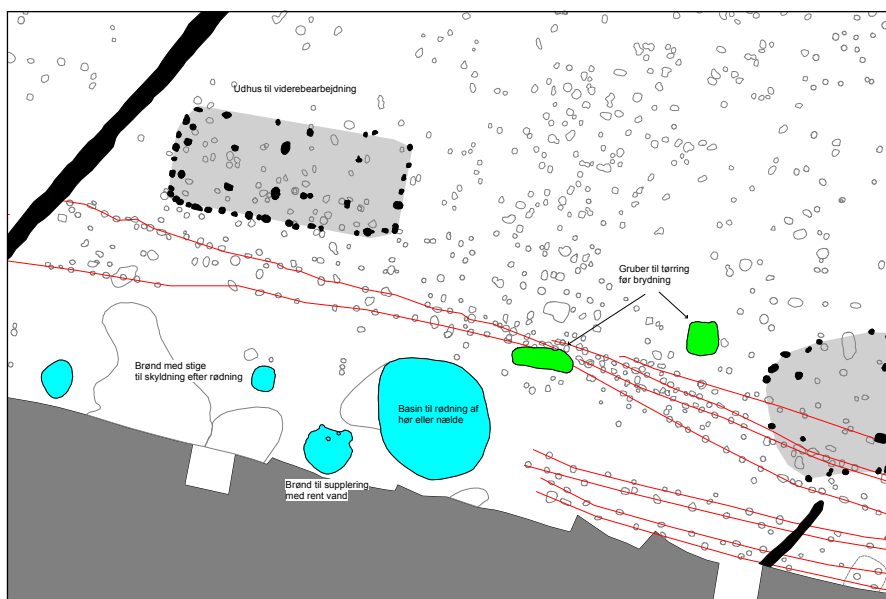 Udhus til viderebearbejdning
Gruber til tørring
før brydning
Brønd med stige
til skyldning efter rødning
Basin til rødning af
hør eller nælde
Brønd til supplering
med rent vand